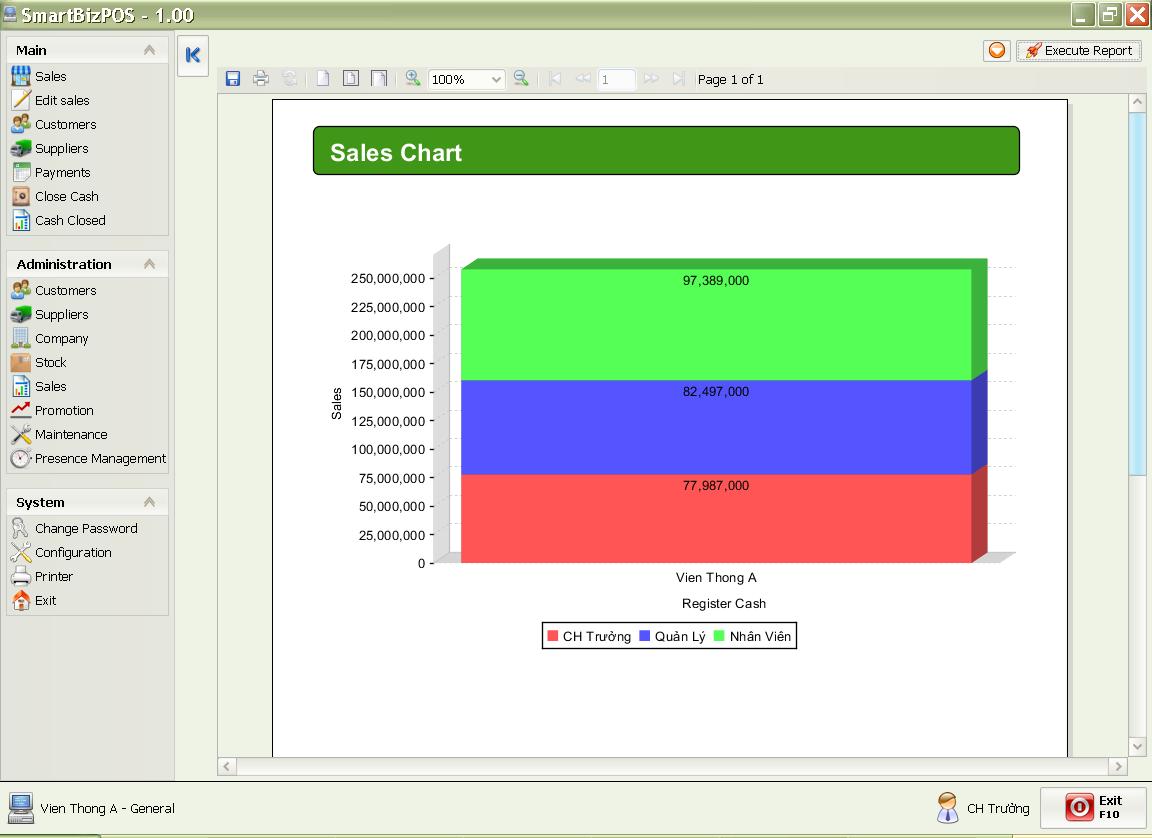 SmartBizPOS - 1.00
Main
Sales
Edit sales
Customers
Suppliers
Payments
Close Cash
Cash Closed
Administration
Customers
Suppliers
Company
Stock
Sales
Promotion
Maintenance
Presence Management
System
Change Password
Configuration
Printer
Exit
Execute Report
100%
1
Page 1 of 1
Sales Chart
250,000,000
225,000,000
200,000,000
175,000,000
150,000,000
125,000,000
100,000,000
75,000,000
50,000,000
25,000,000
0
Sales
97,389,000
82,497,000
77,987,000
Vien Thong A
Register Cash
CH Trưởng Quản Lý Nhân Viên
Vien Thong A - General
CH Trưởng
Exit
F10